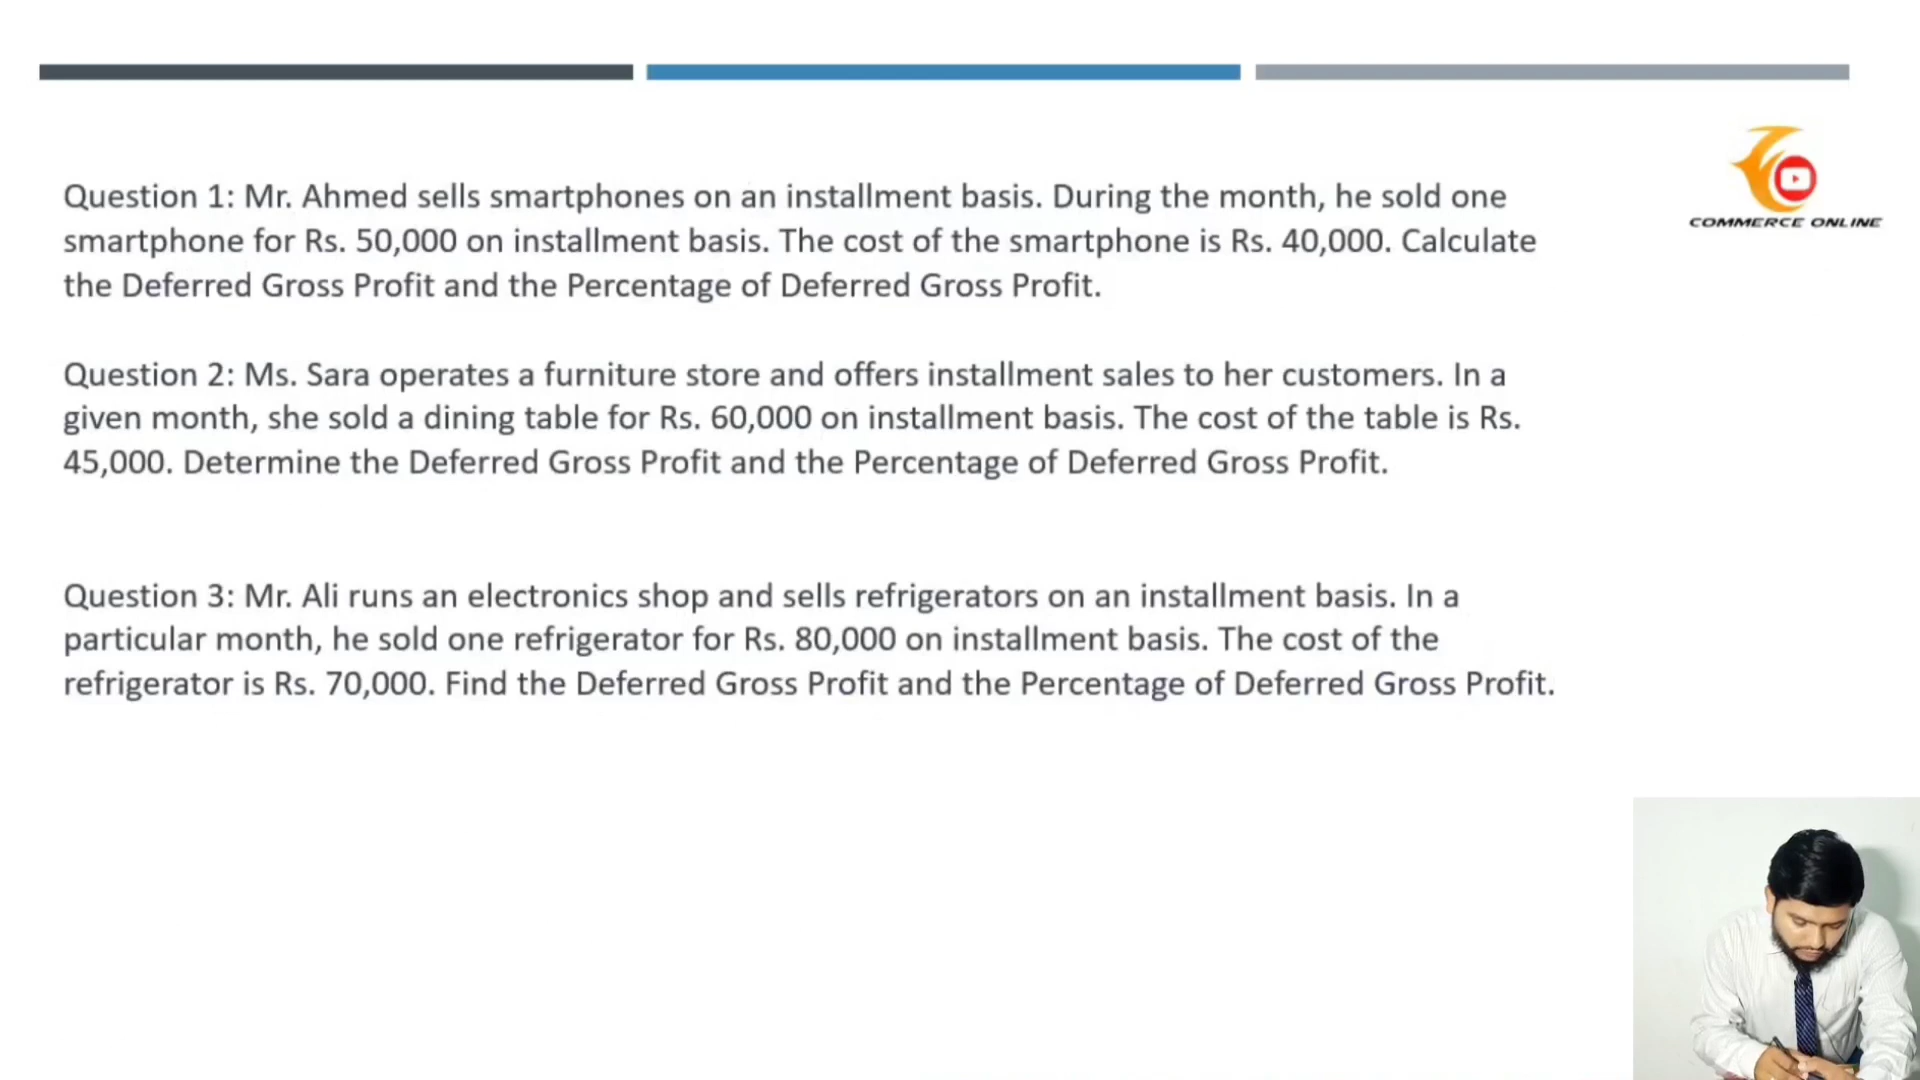 COMMERCE ONLINE
Question 1: Mr. Ahmed sells smartphones on an installment basis. During the month, he sold one
smartphone for Rs. 50,000 on installment basis. The cost of the smartphone is Rs. 40,000. Calculate
the Deferred Gross Profit and the Percentage of Deferred Gross Profit.
Question 2: Ms. Sara operates a furniture store and offers installment sales to her customers. In a
given month, she sold a dining table for Rs. 60,000 on installment basis. The cost of the table is Rs.
45,000. Determine the Deferred Gross Profit and the Percentage of Deferred Gross Profit.
Question 3: Mr. Ali runs an electronics shop and sells refrigerators on an installment basis. In a
particular month, he sold one refrigerator for Rs. 80,000 on installment basis. The cost of the
refrigerator is Rs. 70,000. Find the Deferred Gross Profit and the Percentage of Deferred Gross Profit.